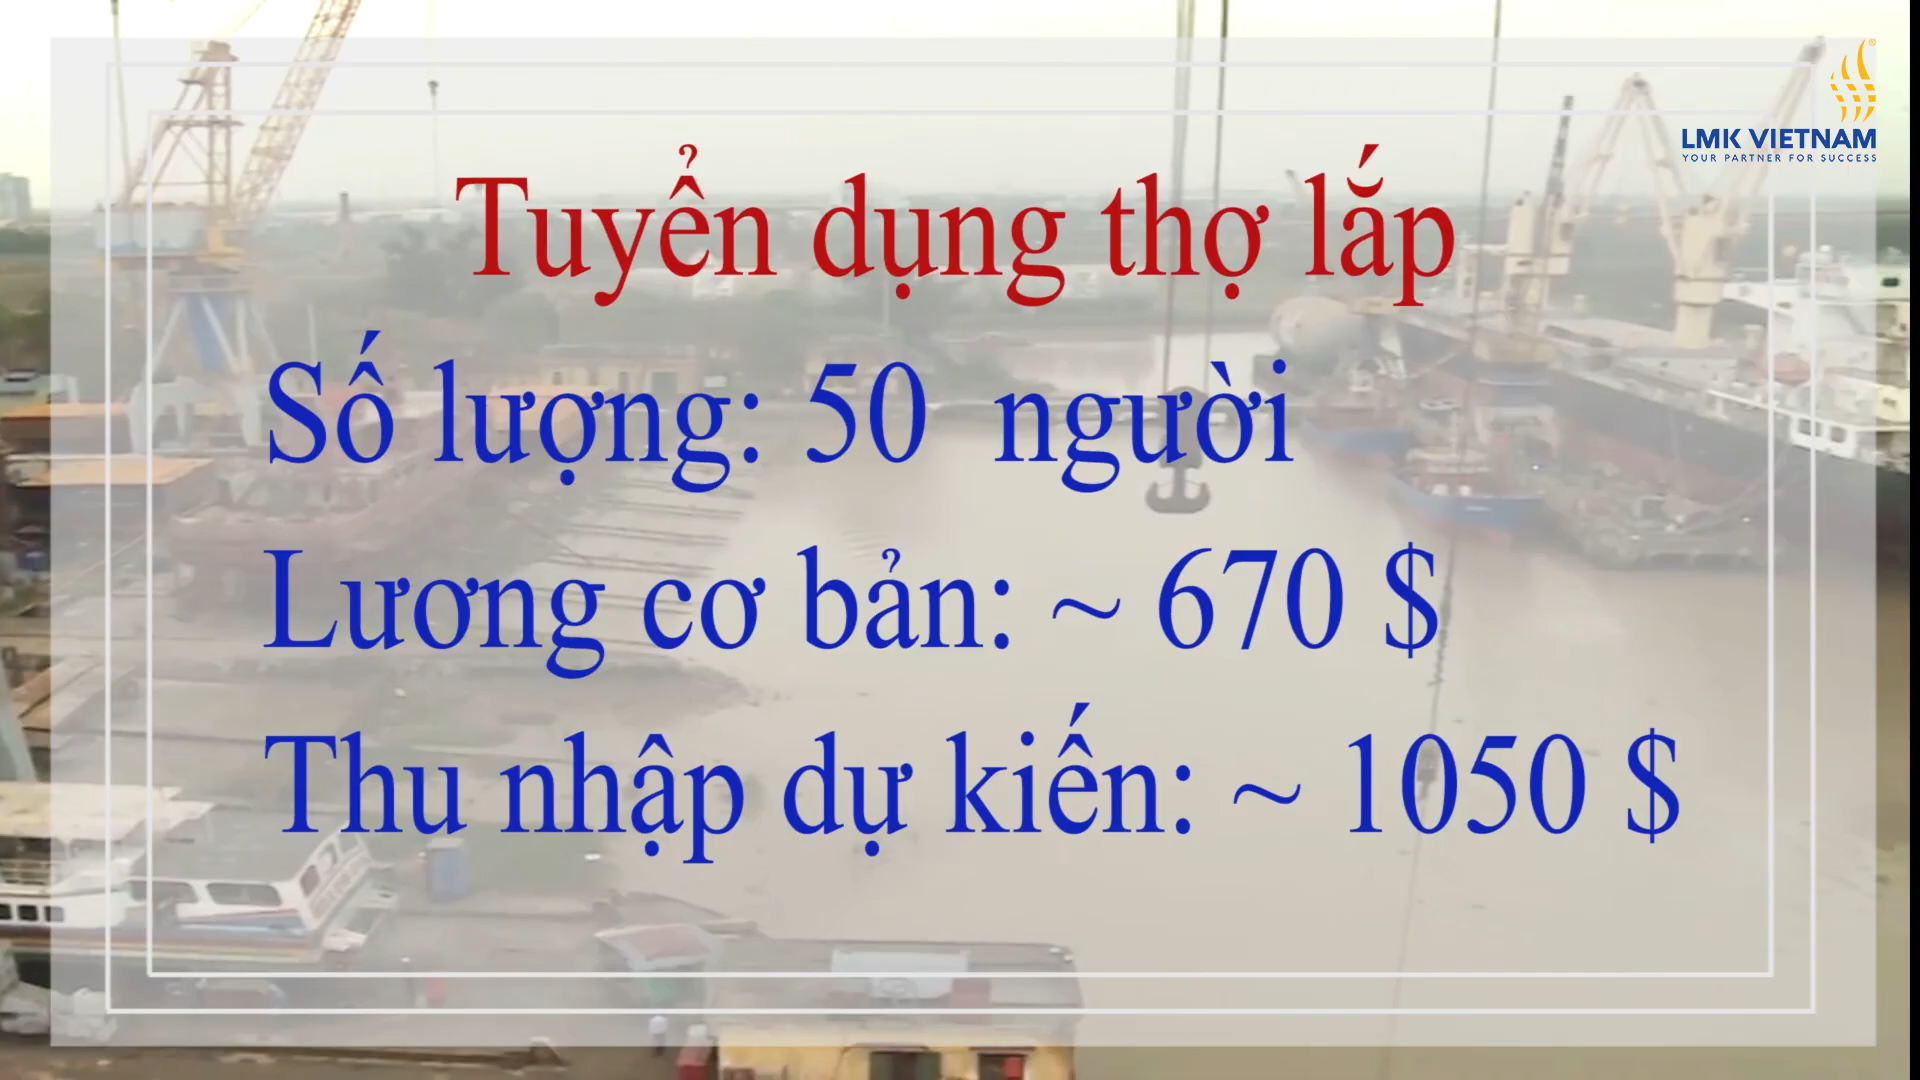 LMK VIETNAM
YOUR PARTNER FOR SUCCESS
Tuyển dụng thợ lắp
Số lượng: 50 người
Lương cơ bản: ~ 670 $
Thu nhập dự kiến: ~ 1050 $